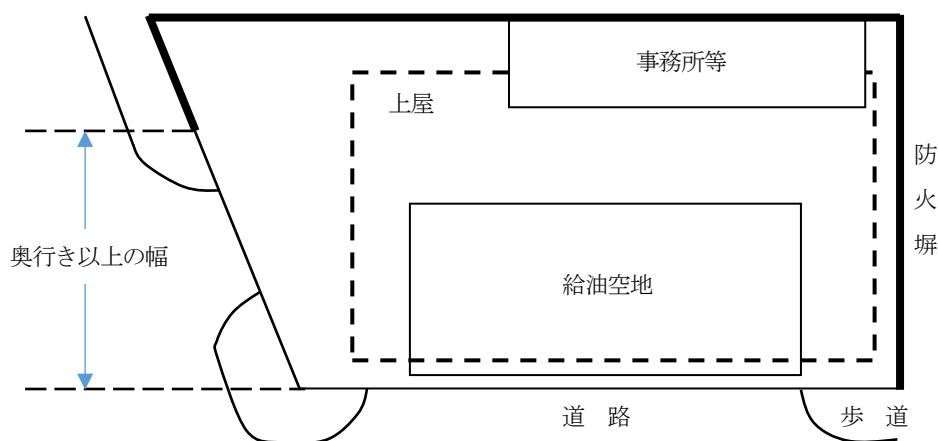 事務所等
上屋
防火塀
奥行き以上の幅
給油空地
道 路
歩 道